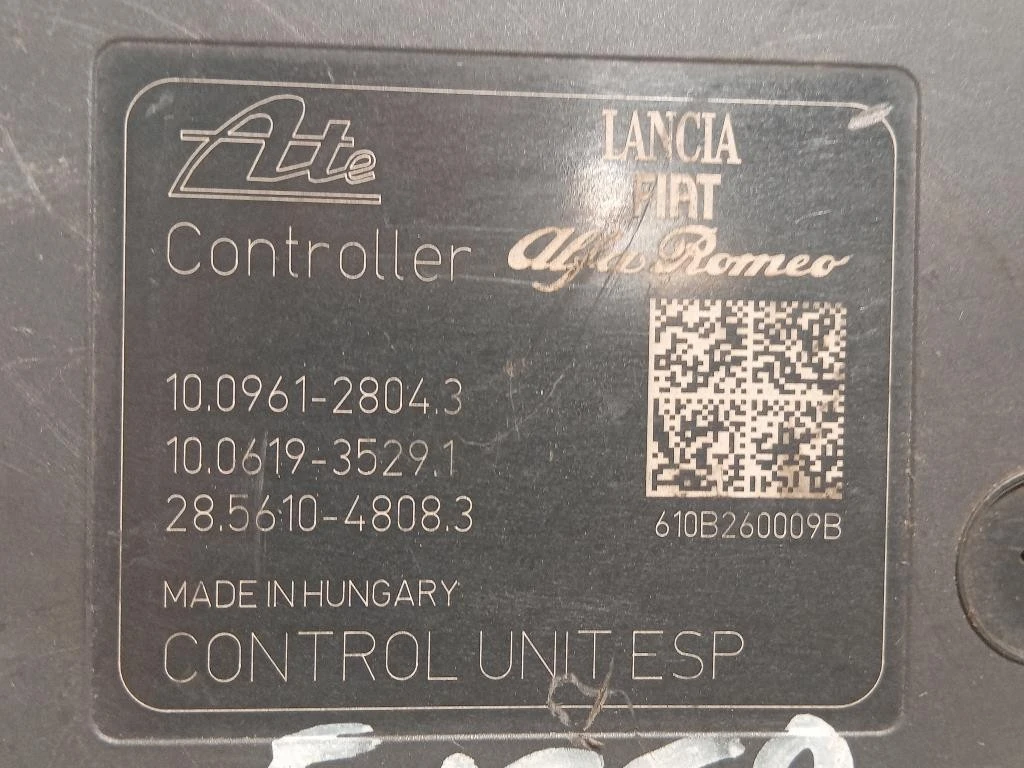 Ate
Controller
LANCIA
FIAT
Alfa Romeo
10.0961-2804.3
10.0619-3529.1
28.5610-4808.3
610B260009B
MADE IN HUNGARY
CONTROL UNIT ESP